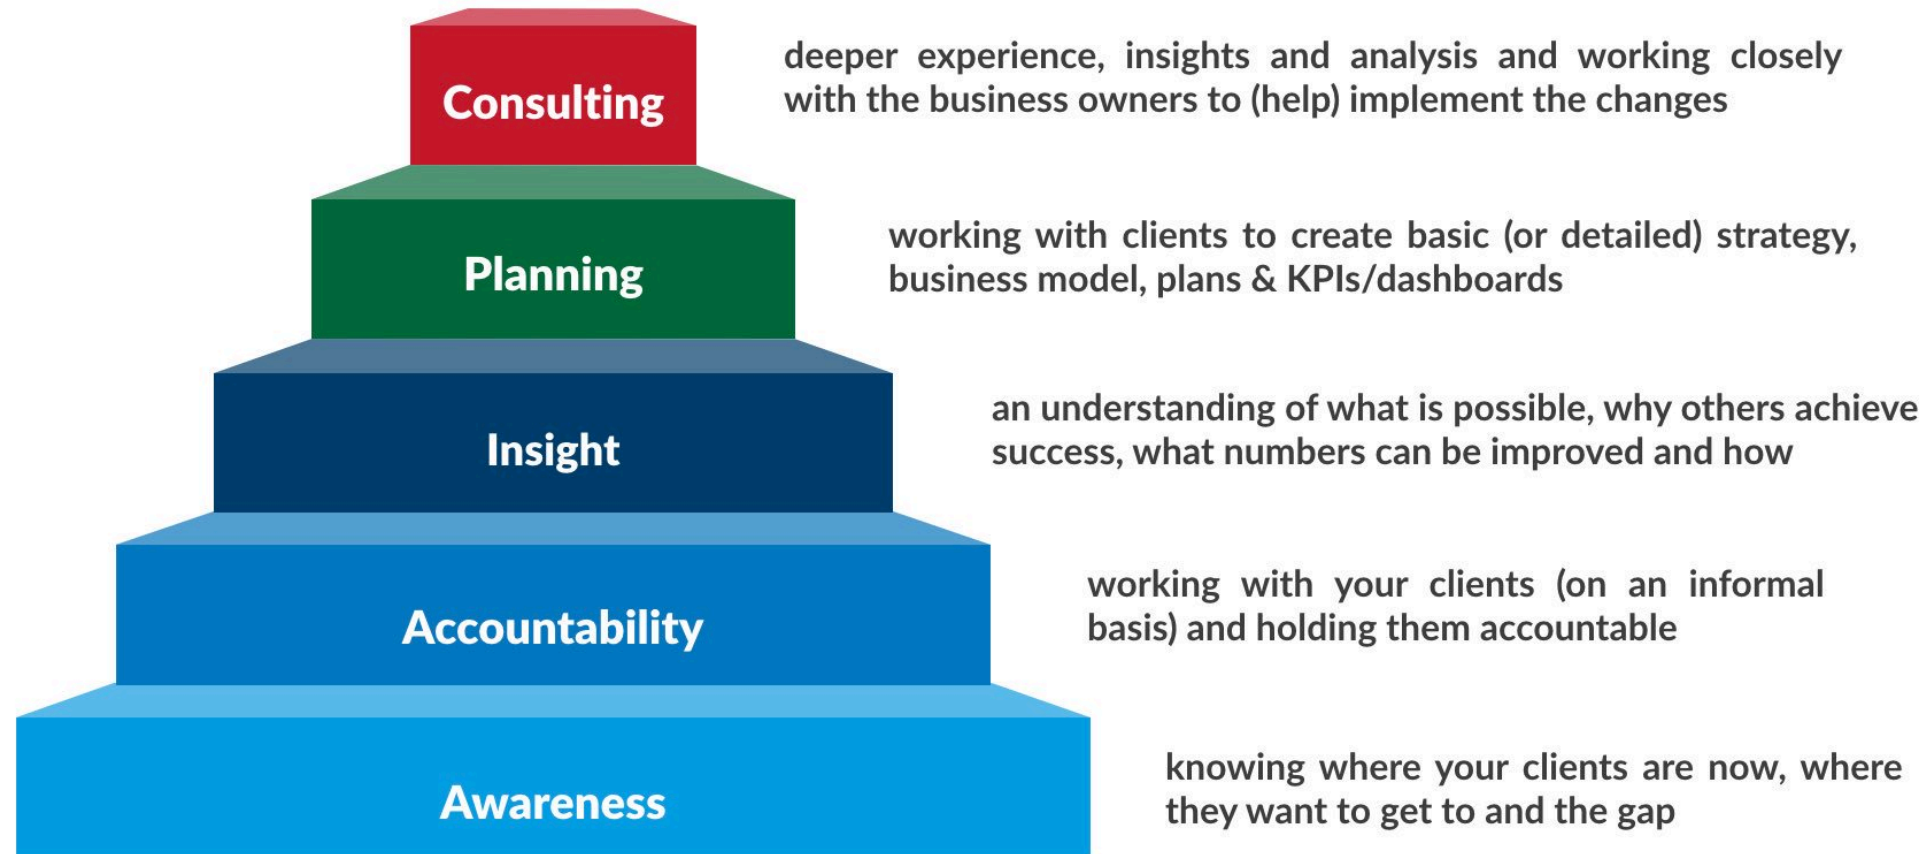 Consulting
deeper experience, insights and analysis and working closely
with the business owners to (help) implement the changes
Planning
working with clients to create basic (or detailed) strategy,
business model, plans & KPIs/dashboards
Insight
an understanding of what is possible, why others achieve
success, what numbers can be improved and how
Accountability
working with your clients (on an informal
basis) and holding them accountable
Awareness
knowing where your clients are now, where
they want to get to and the gap